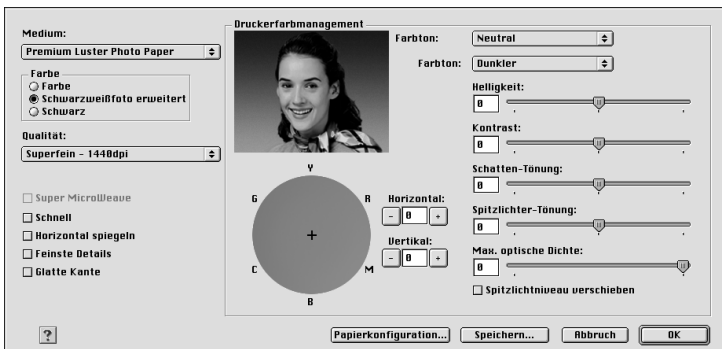 Medium:
Premium Luster Photo Paper
Farbe
Farbe
Schwarzweißfoto erweitert
Schwarz
Qualität:
Superfein - 1440dpi
Super MicroWeave
Schnell
Horizontal spiegeln
Feinste Details
Glatte Kante
?
Druckerfarbmanagement
Farbton: Neutral
Farbton: Dunkler
Helligkeit:
0
Kontrast:
0
Schatten-Tönung:
0
Spitzlichter-Tönung:
0
Max. optische Dichte:
0
Spitzlichtniveau verschieben
Y
G R
C M
B
Horizontal:
- 0 +
Vertikal:
- 0 +
Papierkonfiguration... Speichern... Abbruch OK